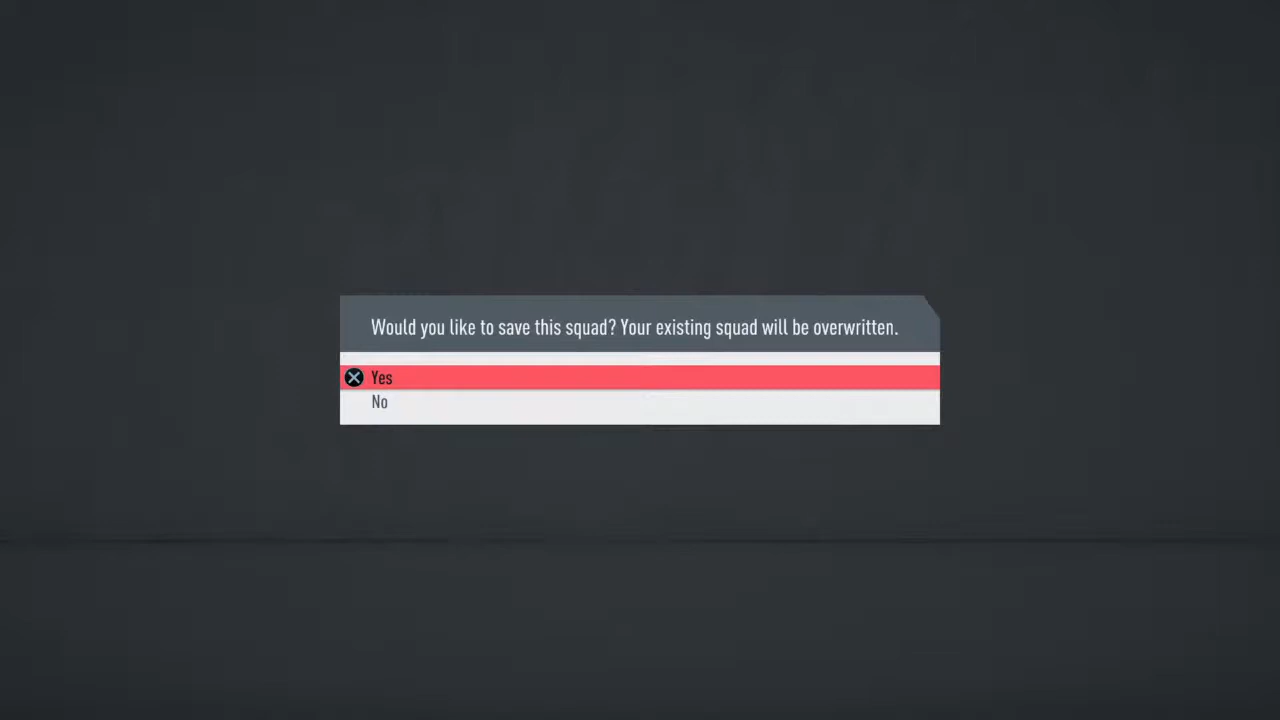 Would you like to save this squad? Your existing squad will be overwritten.
Yes
No